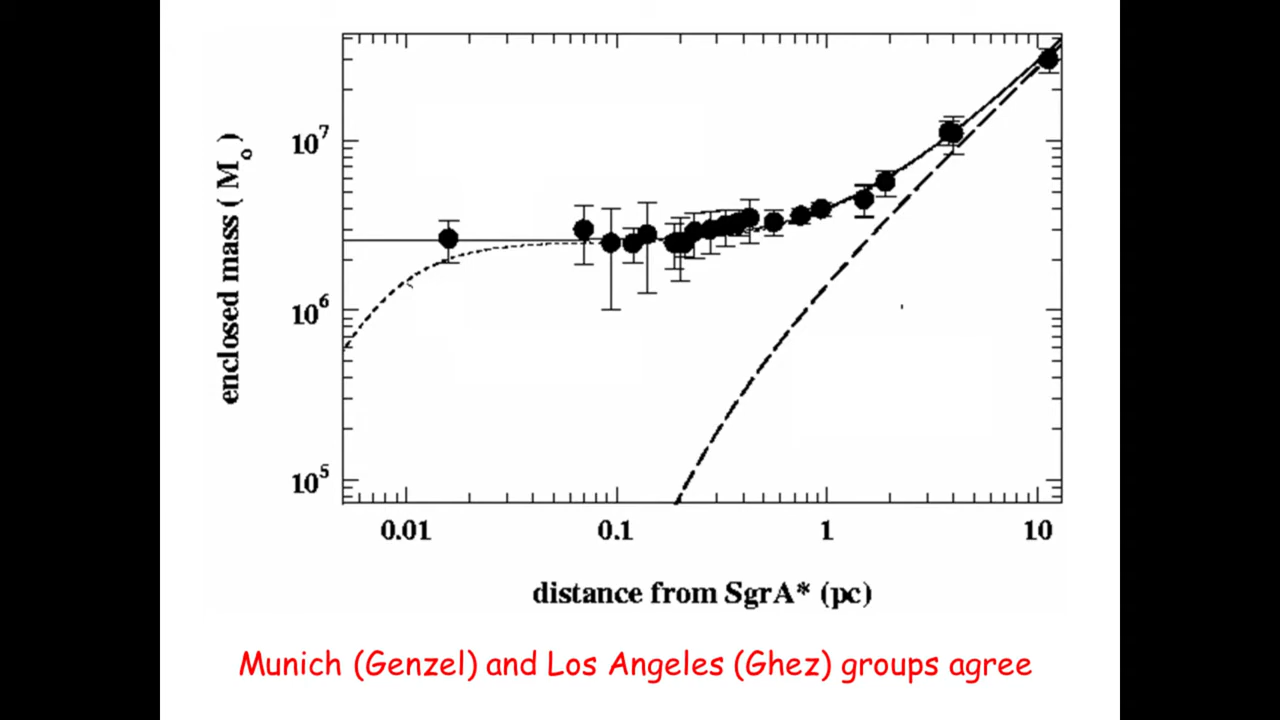 enclosed mass ( M₀ )
10⁷
10⁶
10⁵
0.01 0.1 1 10
distance from SgrA* (pc)
Munich (Genzel) and Los Angeles (Ghez) groups agree